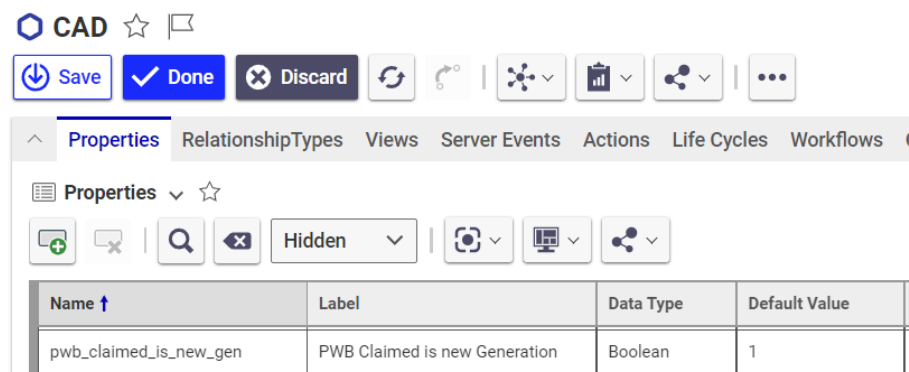 CAD
Save Done Discard
Properties RelationshipTypes Views Server Events Actions Life Cycles Workflows
Properties
Hidden
Name Label Data Type Default Value
pwb_claimed_is_new_gen PWB Claimed is new Generation Boolean 1